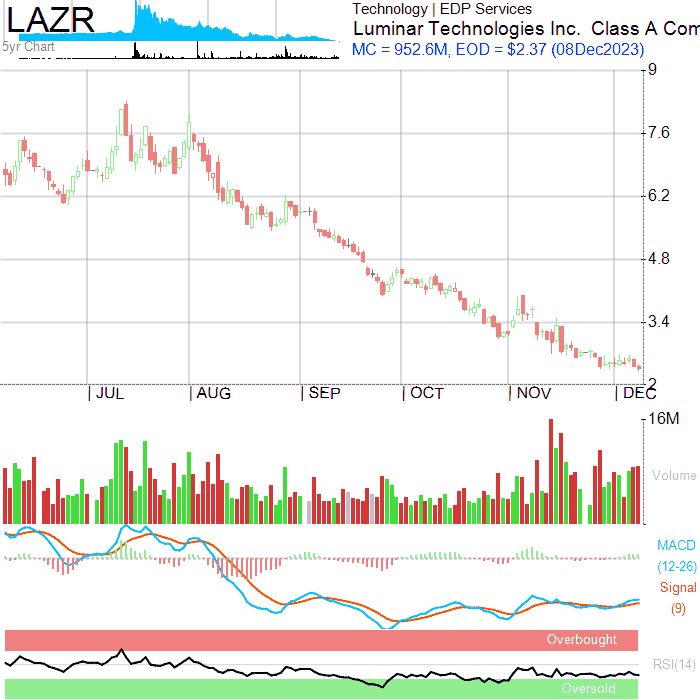 LAZR
5yr Chart
Technology | EDP Services
Luminar Technologies Inc. Class A Com
MC = 952.6M, EOD = $2.37 (08Dec2023)
9
7.6
6.2
4.8
3.4
2
JUL AUG SEP OCT NOV DEC
16M
Volume
MACD
(12-26)
Signal
(9)
Overbought
RSI(14)
Oversold